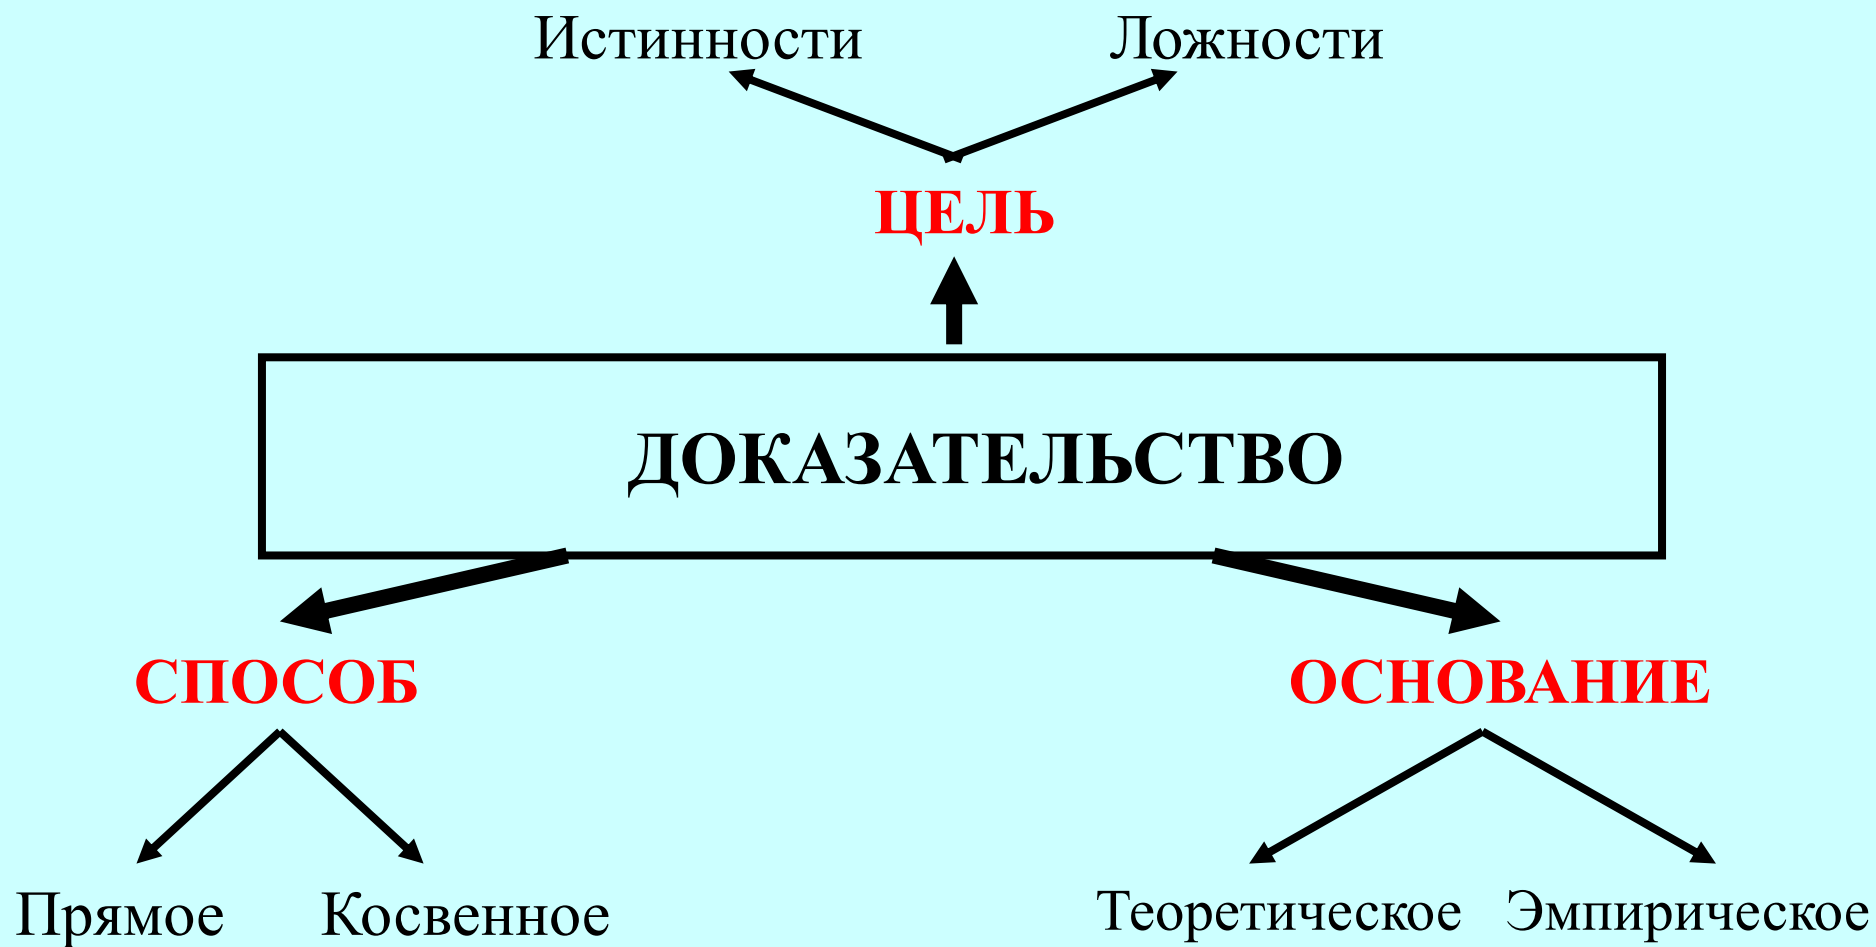 Истинности Ложности
ЦЕЛЬ
ДОКАЗАТЕЛЬСТВО
СПОСОБ ОСНОВАНИЕ
Прямое Косвенное Теоретическое Эмпирическое